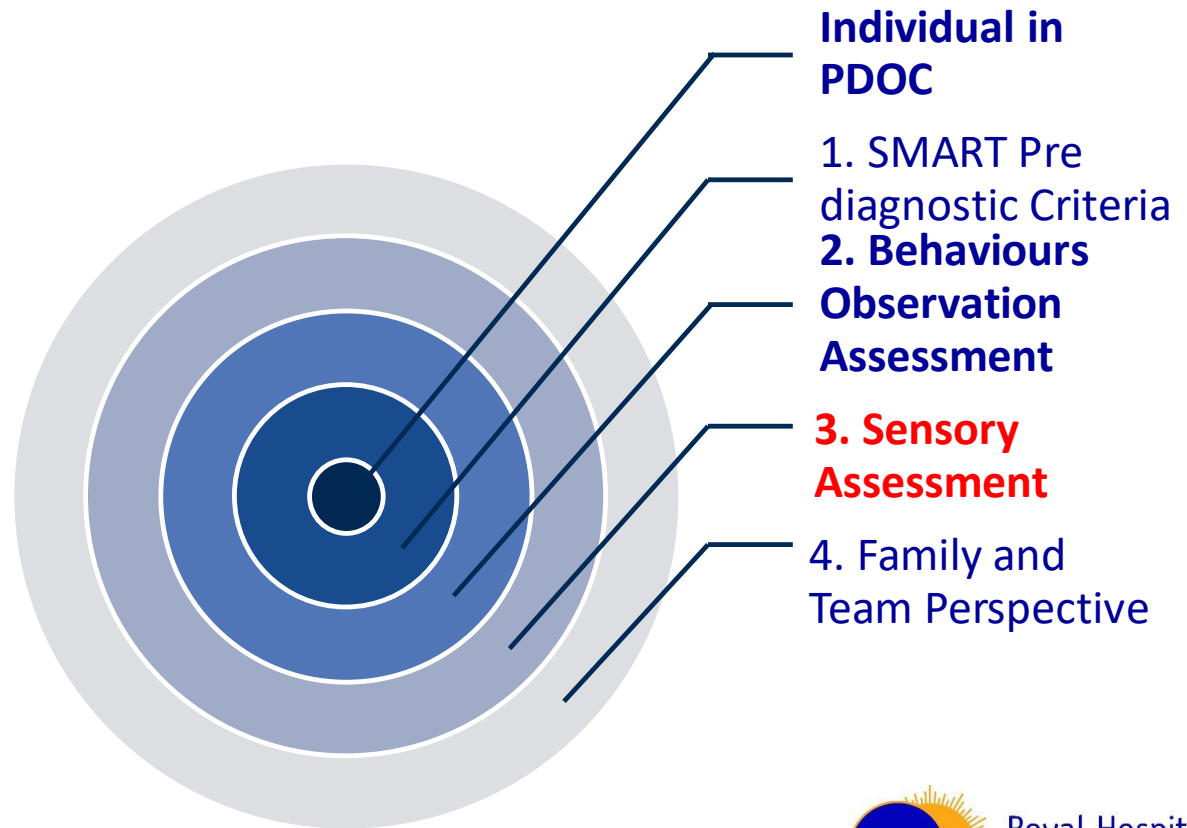 Individual in
PDOC
1. SMART Pre
diagnostic Criteria
2. Behaviours
Observation
Assessment
3. Sensory
Assessment
4. Family and
Team Perspective